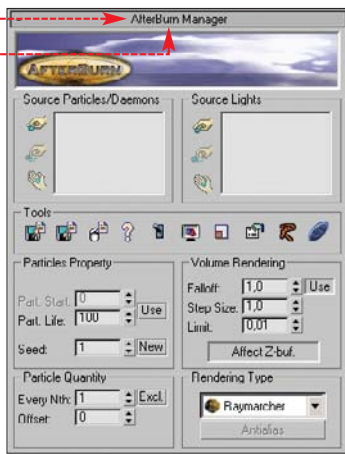 AfterBurn Manager
AFTERBURN
Source Particles/Daemons
Source Lights
Tools
Particles Property
Part. Start: 0
Part. Life: 100
Use
Seed: 1 New
Volume Rendering
Falloff: 1,0 Use
Step Size: 1,0
Limit: 0,01
Affect Z-buf.
Particle Quantity
Every Nth: 1 Excl.
Offset: 0
Rendering Type
Raymarcher
Antialias